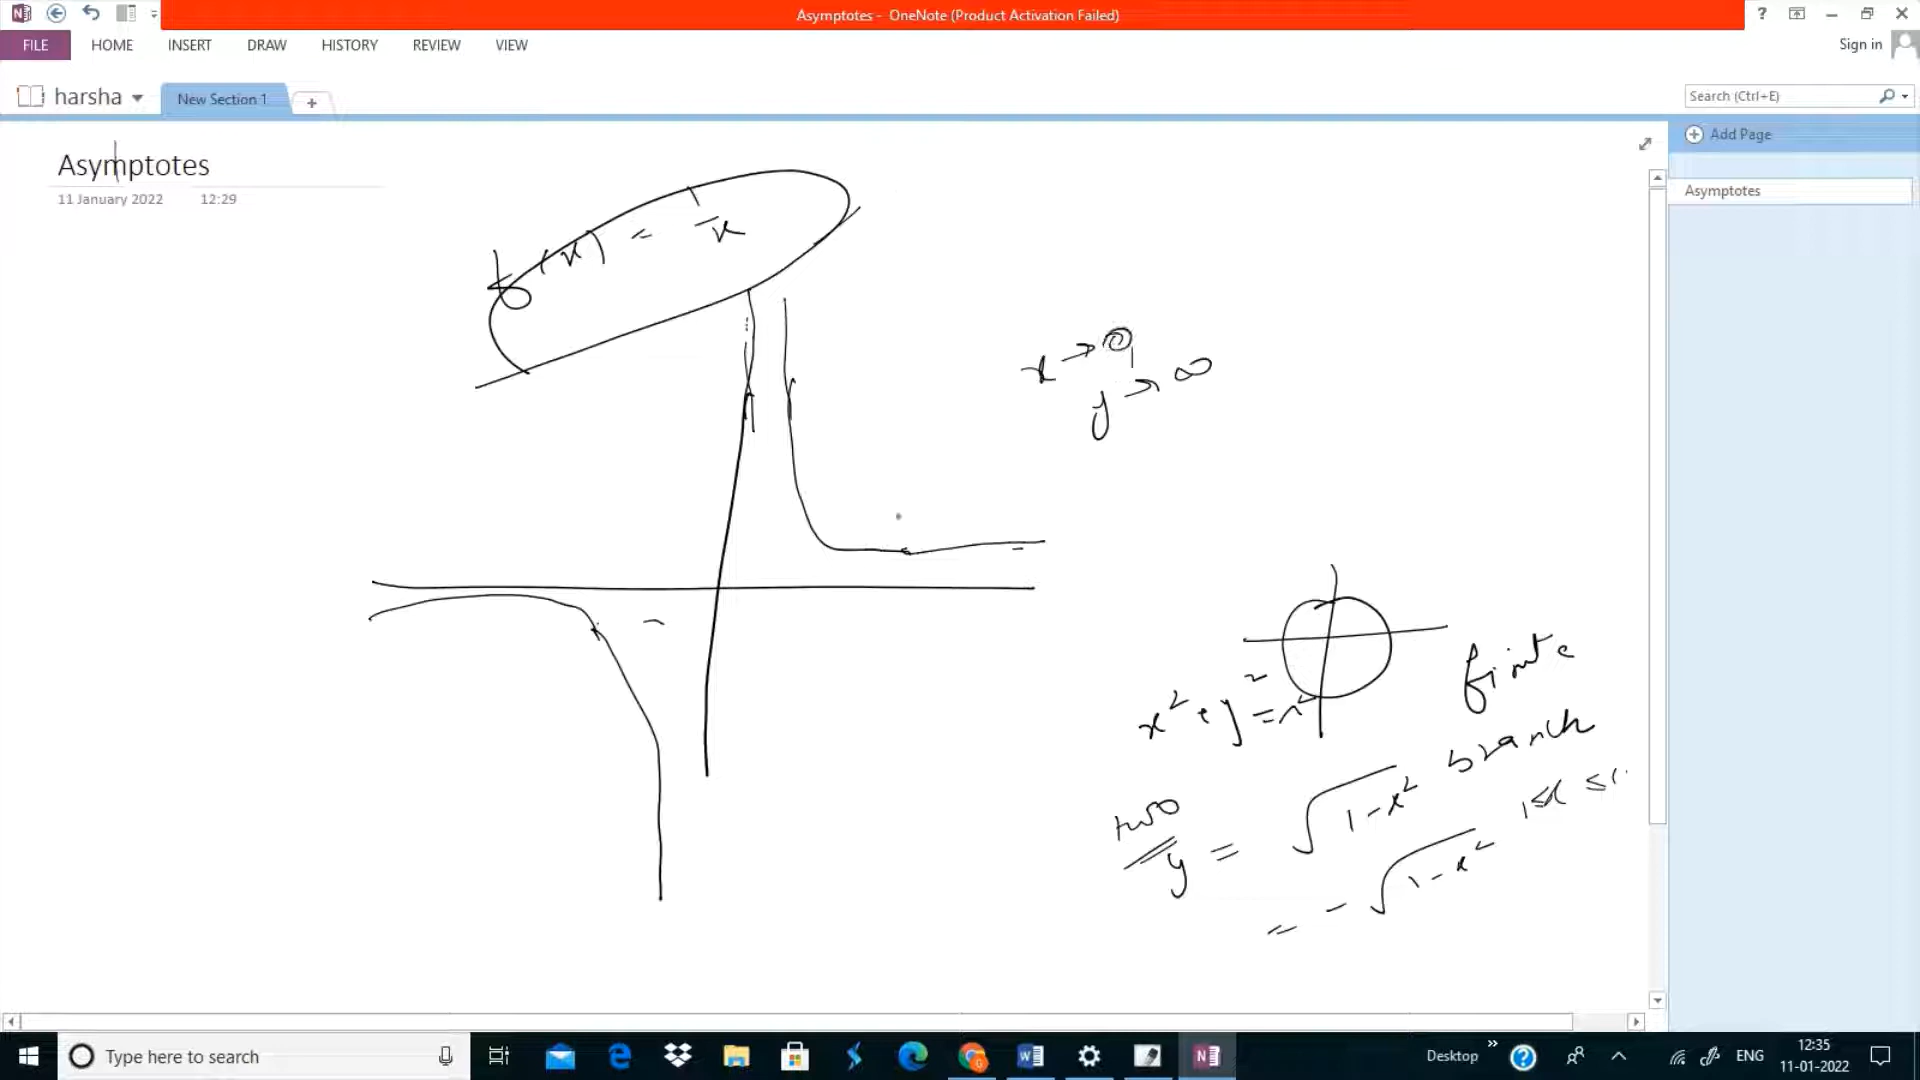 Asymptotes - OneNote (Product Activation Failed)
?
FILE HOME INSERT DRAW HISTORY REVIEW VIEW
Sign in
harsha
New Section 1
Search (Ctrl+E)
Add Page
Asymptotes
Asymptotes
11 January 2022 12:29
f(x) = 1/x
x → 0,
y → ∞
x² + y² = r²
finite
branch
two
y = √1-x²
= - √1-x²
Type here to search
Desktop
ENG
12:35
11-01-2022